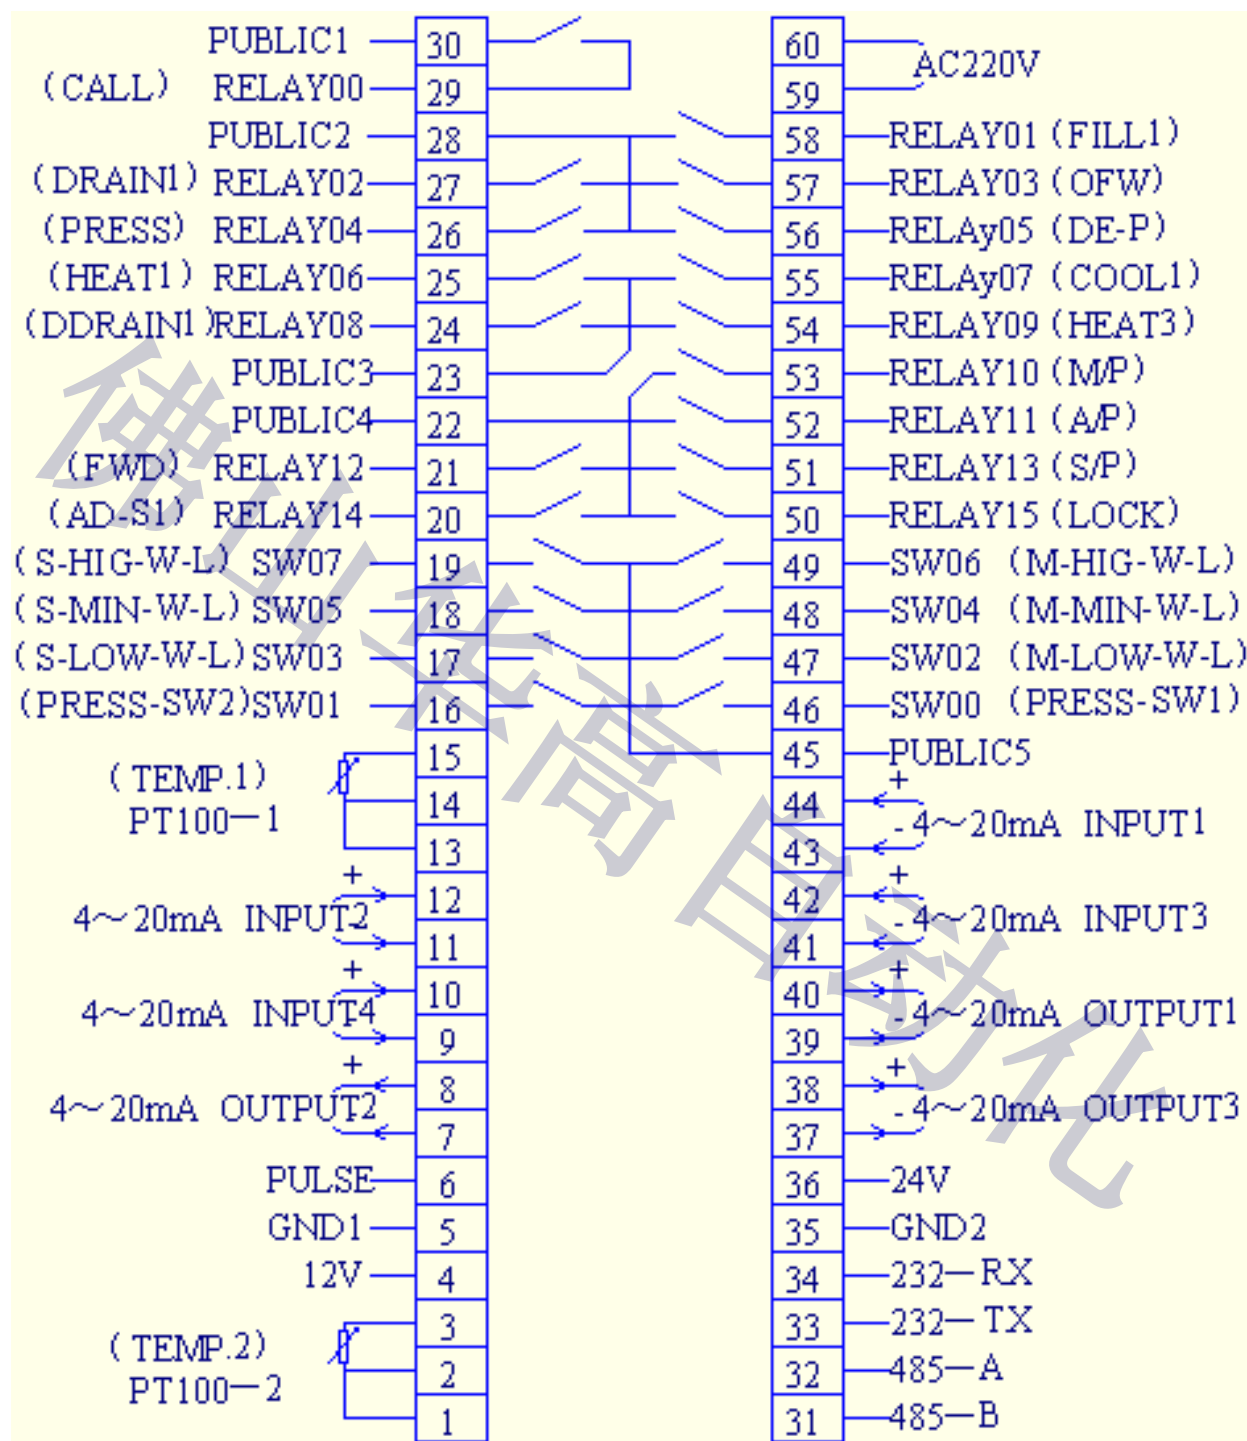 PUBLIC1 30 60 AC220V
(CALL) RELAY00 29 59
PUBLIC2 28 58 RELAY01 (FILL1)
(DRAIN1) RELAY02 27 57 RELAY03 (OFW)
(PRESS) RELAY04 26 56 RELAy05 (DE-P)
(HEAT1) RELAY06 25 55 RELAy07 (COOL1)
(DDRAIN1) RELAY08 24 54 RELAY09 (HEAT3)
PUBLIC3 23 53 RELAY10 (M/P)
PUBLIC4 22 52 RELAY11 (A/P)
(FWD) RELAY12 21 51 RELAY13 (S/P)
(AD-S1) RELAY14 20 50 RELAY15 (LOCK)
(S-HIG-W-L) SW07 19 49 SW06 (M-HIG-W-L)
(S-MIN-W-L) SW05 18 48 SW04 (M-MIN-W-L)
(S-LOW-W-L) SW03 17 47 SW02 (M-LOW-W-L)
(PRESS-SW2) SW01 16 46 SW00 (PRESS-SW1)
15 45 PUBLIC5
(TEMP.1)
14 44 +
PT100—1 - 4～20mA INPUT1
13 43
+ 12 42 +
4～20mA INPUT2 - 4～20mA INPUT3
11 41
+ 10 40 +
4～20mA INPUT4 - 4～20mA OUTPUT1
9 39
+ 8 38 +
4～20mA OUTPUT2 - 4～20mA OUTPUT3
7 37
PULSE 6 36 24V
GND1 5 35 GND2
12V 4 34 232—RX
3 33 232—TX
(TEMP.2)
2 32 485—A
PT100—2
1 31 485—B
佛山华高自动化